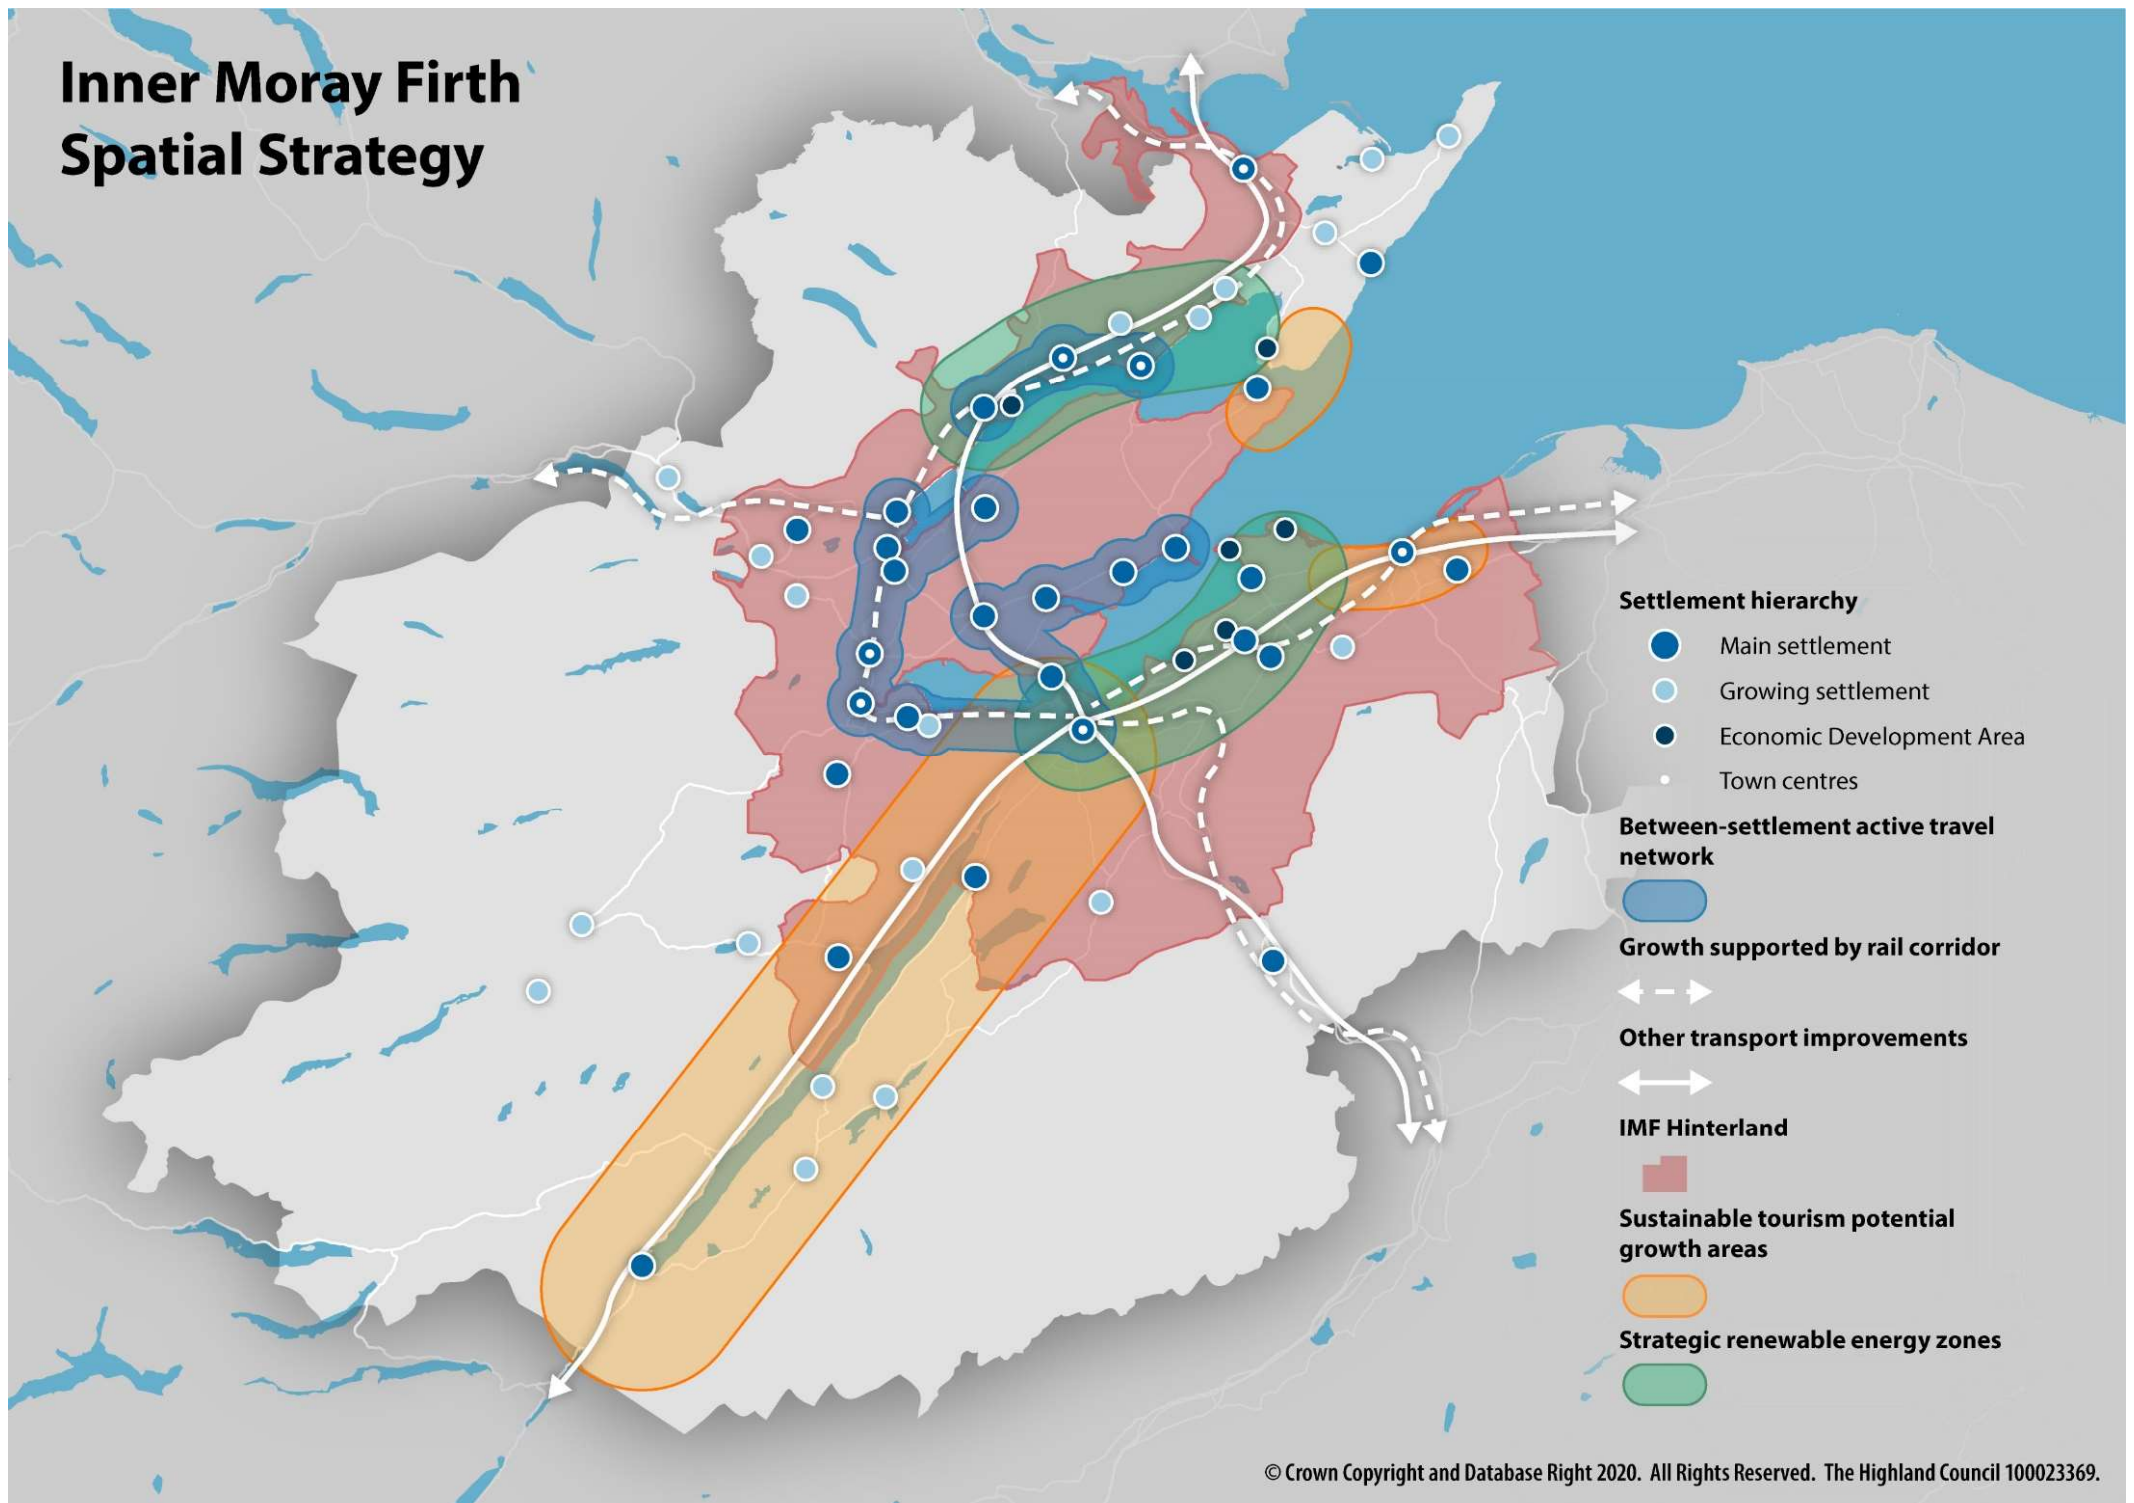 Inner Moray Firth
Spatial Strategy
Settlement hierarchy
Main settlement
Growing settlement
Economic Development Area
Town centres
Between-settlement active travel
network
Growth supported by rail corridor
Other transport improvements
IMF Hinterland
Sustainable tourism potential
growth areas
Strategic renewable energy zones
© Crown Copyright and Database Right 2020. All Rights Reserved. The Highland Council 100023369.